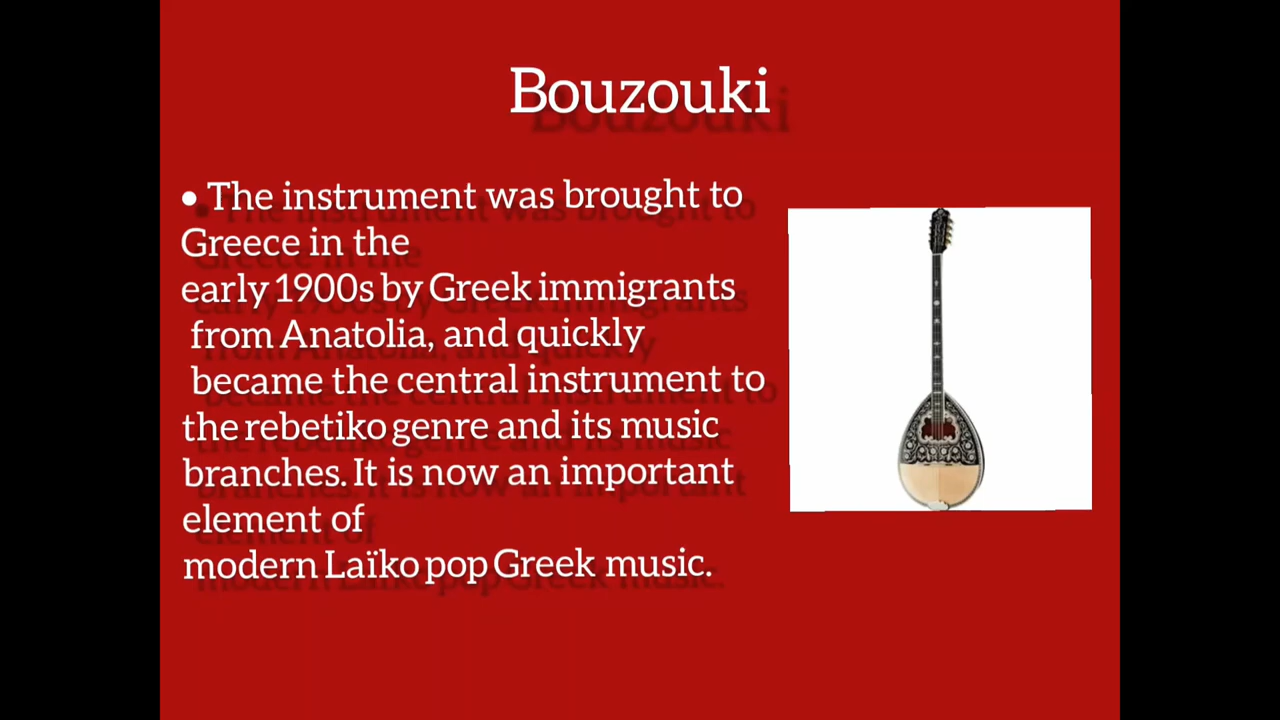 Bouzouki
• The instrument was brought to
Greece in the
early 1900s by Greek immigrants
from Anatolia, and quickly
became the central instrument to
the rebetiko genre and its music
branches. It is now an important
element of
modern Laïko pop Greek music.